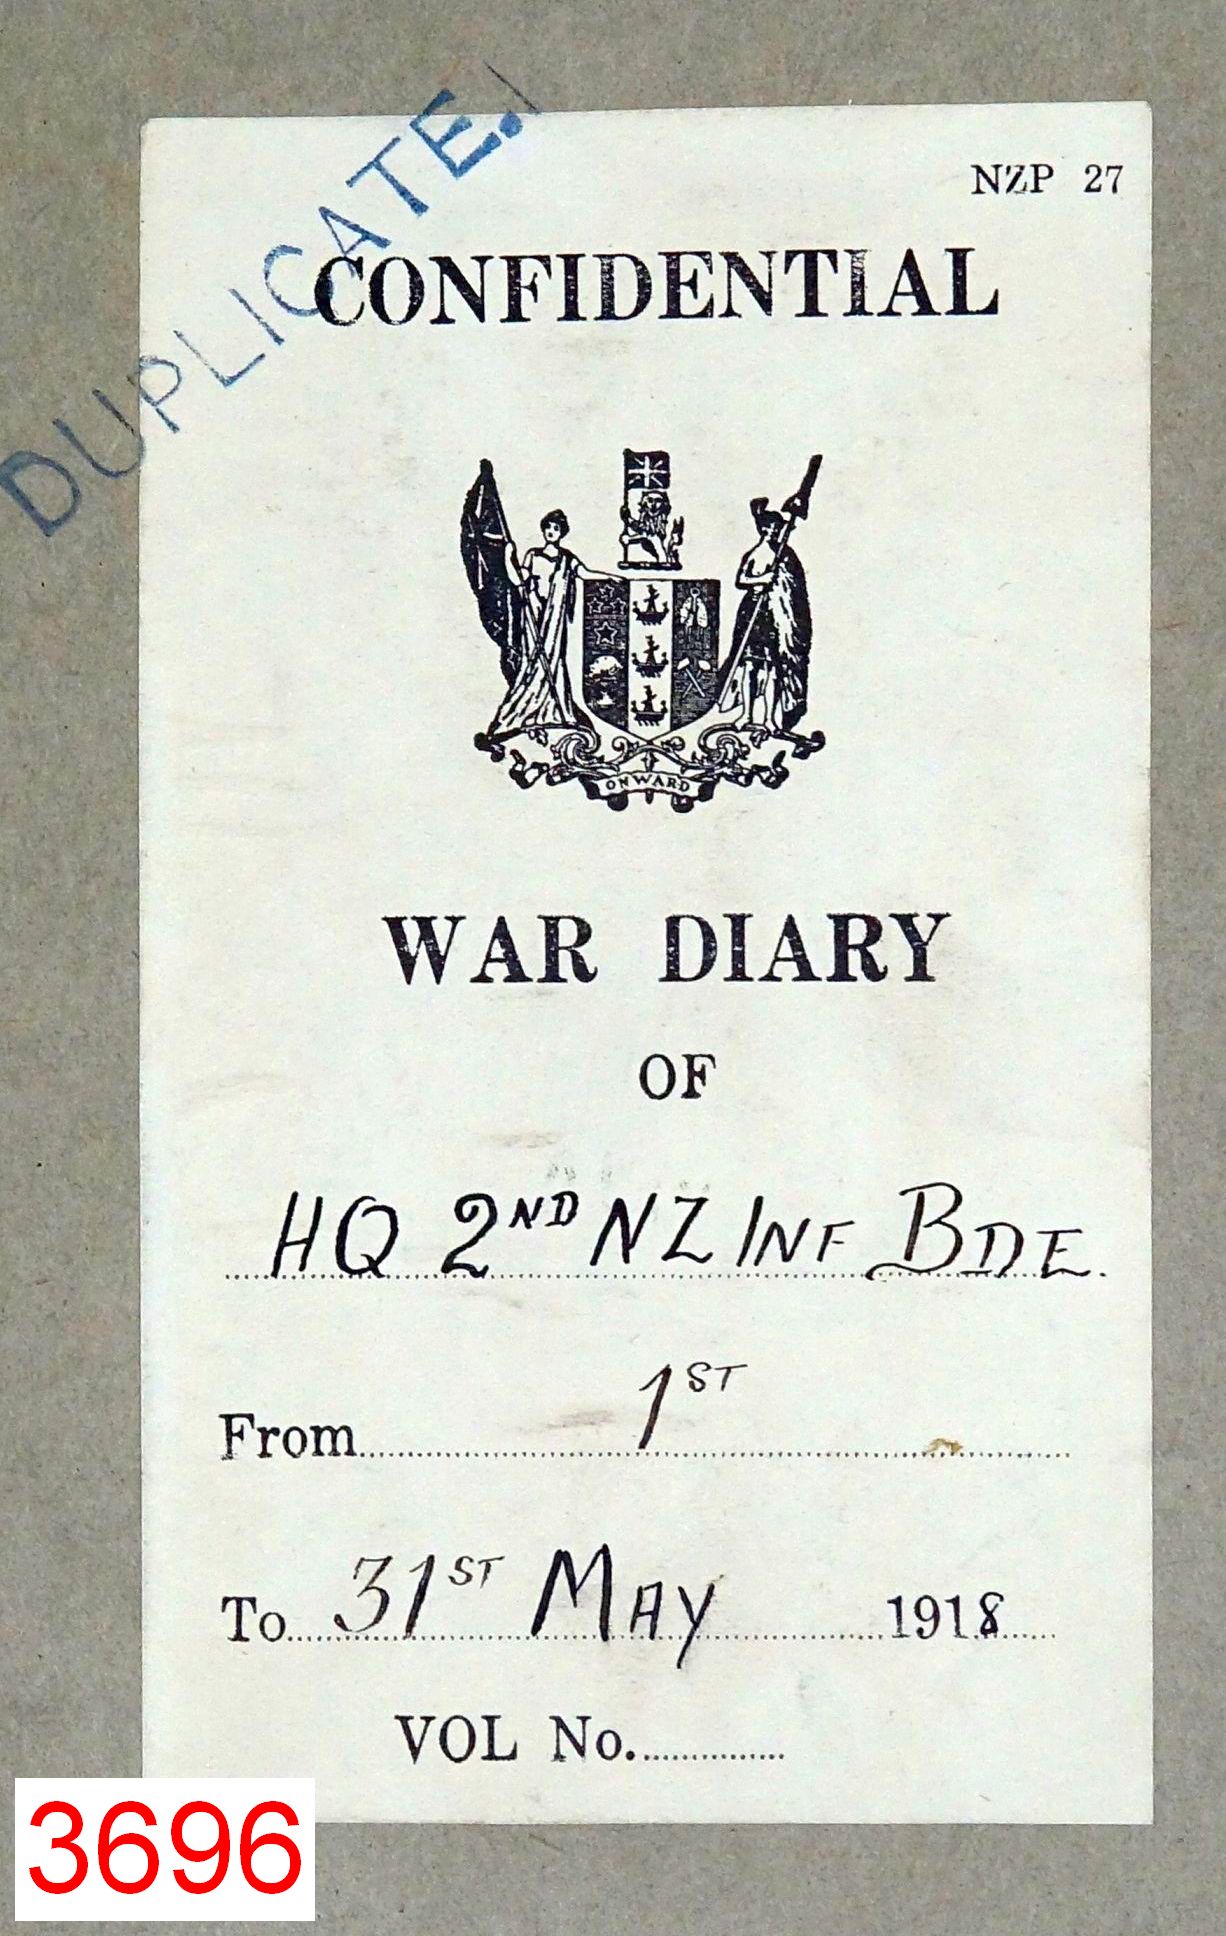 DUPLICATE.
NZP 27
CONFIDENTIAL
ONWARD
WAR DIARY
OF
HQ 2ND NZ INF BDE.
From 1ST
To 31ST MAY 1918
VOL No.
3696